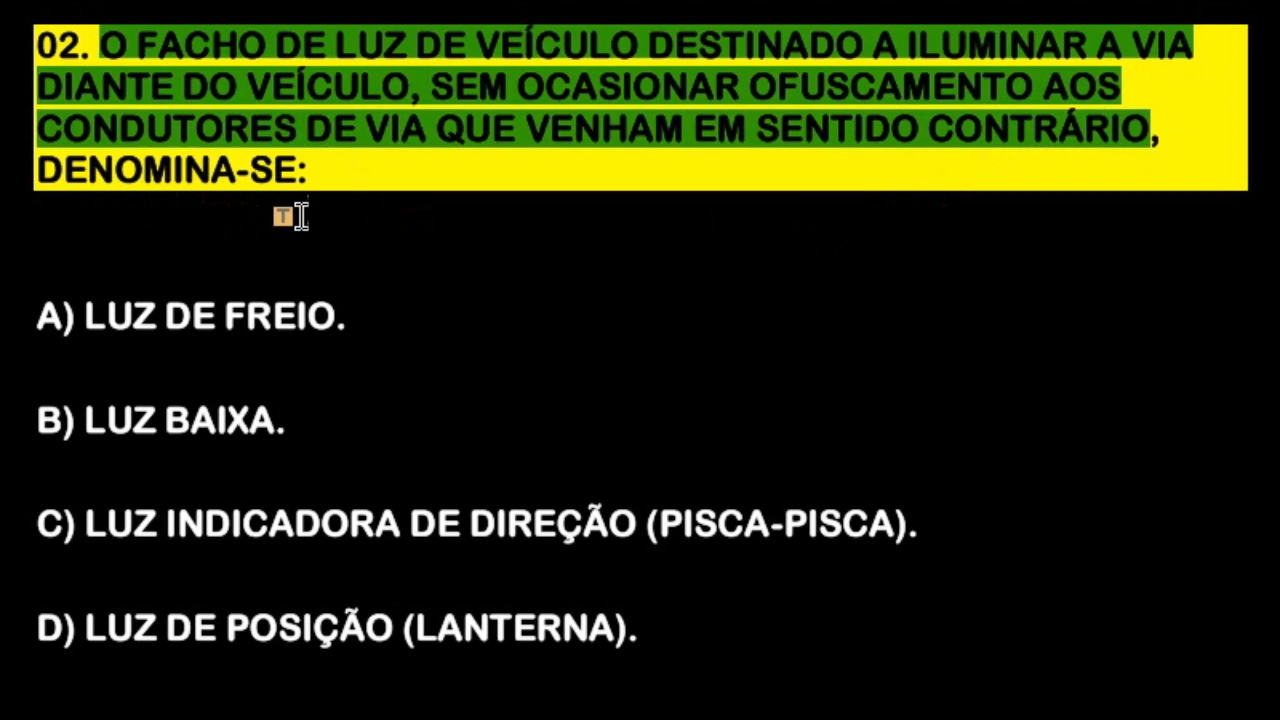 02. O FACHO DE LUZ DE VEÍCULO DESTINADO A ILUMINAR A VIA
DIANTE DO VEÍCULO, SEM OCASIONAR OFUSCAMENTO AOS
CONDUTORES DE VIA QUE VENHAM EM SENTIDO CONTRÁRIO,
DENOMINA-SE:
T
A) LUZ DE FREIO.
B) LUZ BAIXA.
C) LUZ INDICADORA DE DIREÇÃO (PISCA-PISCA).
D) LUZ DE POSIÇÃO (LANTERNA).